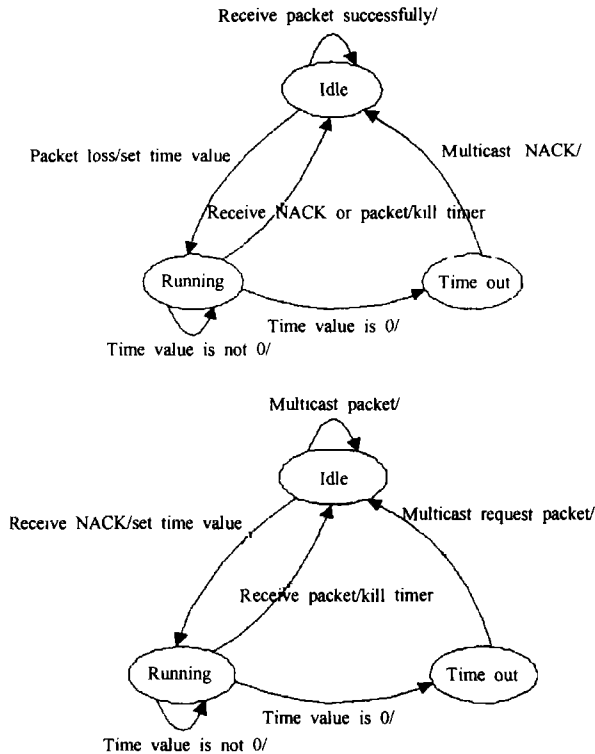 Receive packet successfully/
Idle
Packet loss/set time value
Multicast NACK/
Receive NACK or packet/kill timer
Running
Time out
Time value is 0/
Time value is not 0/
Multicast packet/
Idle
Receive NACK/set time value
Multicast request packet/
Receive packet/kill timer
Running
Time out
Time value is 0/
Time value is not 0/